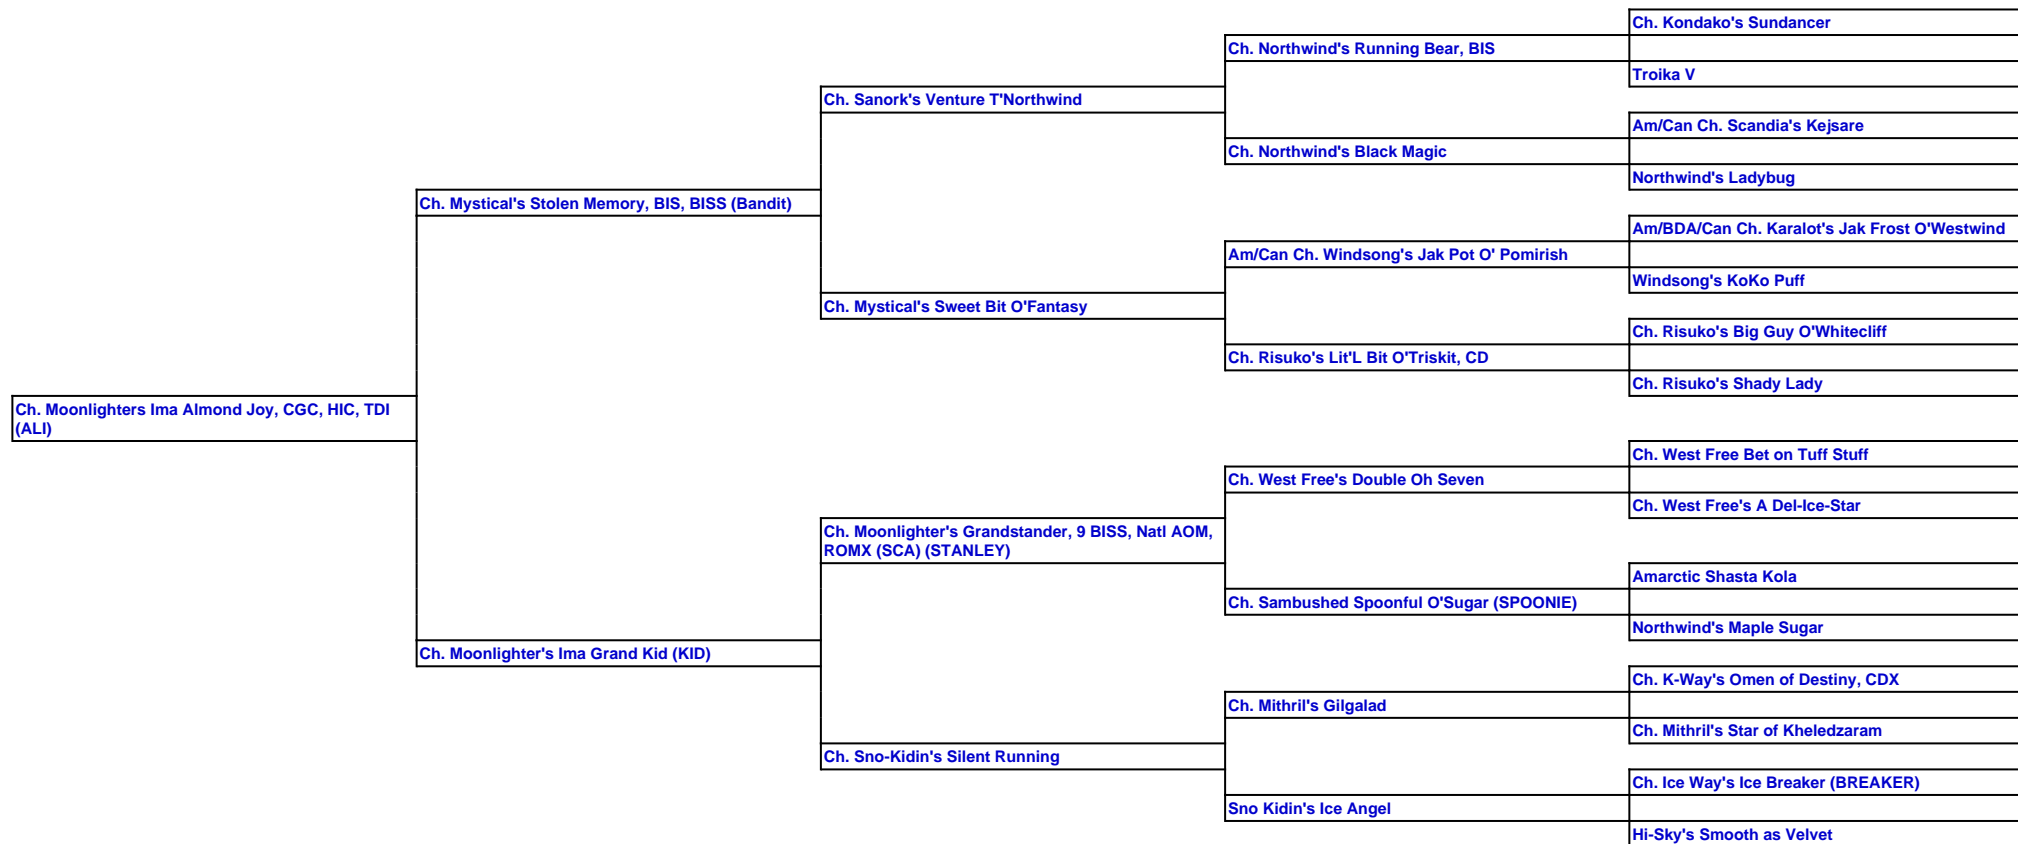 Ch. Kondako's Sundancer
Ch. Northwind's Running Bear, BIS
Troika V
Ch. Sanork's Venture T'Northwind
Am/Can Ch. Scandia's Kejsare
Ch. Northwind's Black Magic
Northwind's Ladybug
Ch. Mystical's Stolen Memory, BIS, BISS (Bandit)
Am/BDA/Can Ch. Karalot's Jak Frost O'Westwind
Am/Can Ch. Windsong's Jak Pot O' Pomirish
Windsong's KoKo Puff
Ch. Mystical's Sweet Bit O'Fantasy
Ch. Risuko's Big Guy O'Whitecliff
Ch. Risuko's Lit'L Bit O'Triskit, CD
Ch. Risuko's Shady Lady
Ch. Moonlighters Ima Almond Joy, CGC, HIC, TDI
(ALI)
Ch. West Free Bet on Tuff Stuff
Ch. West Free's Double Oh Seven
Ch. West Free's A Del-Ice-Star
Ch. Moonlighter's Grandstander, 9 BISS, Natl AOM,
ROMX (SCA) (STANLEY)
Amarctic Shasta Kola
Ch. Sambushed Spoonful O'Sugar (SPOONIE)
Northwind's Maple Sugar
Ch. Moonlighter's Ima Grand Kid (KID)
Ch. K-Way's Omen of Destiny, CDX
Ch. Mithril's Gilgalad
Ch. Mithril's Star of Kheledzaram
Ch. Sno-Kidin's Silent Running
Ch. Ice Way's Ice Breaker (BREAKER)
Sno Kidin's Ice Angel
Hi-Sky's Smooth as Velvet